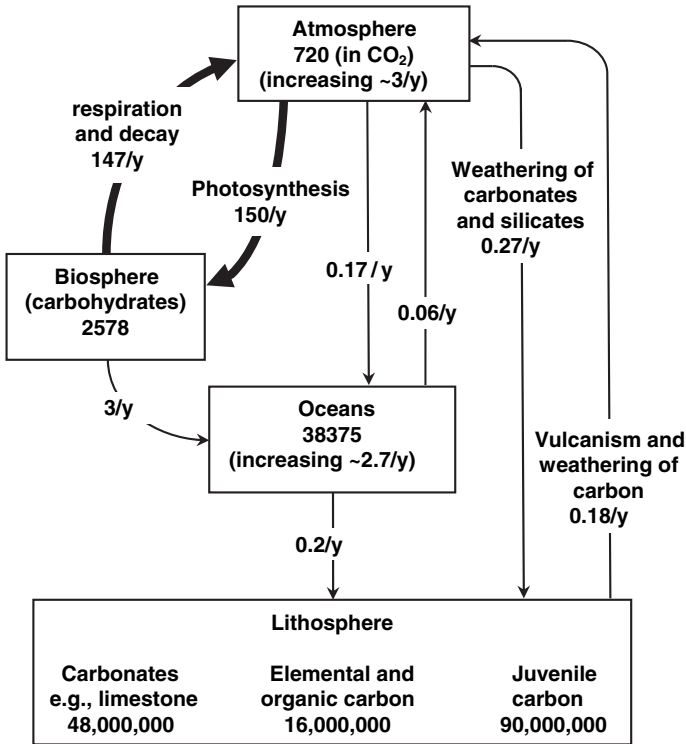 Atmosphere
720 (in CO₂)
(increasing ~3/y)
respiration
and decay
147/y
Photosynthesis
150/y
Weathering of
carbonates
and silicates
0.27/y
Biosphere
(carbohydrates)
2578
0.17/y
0.06/y
3/y
Oceans
38375
(increasing ~2.7/y)
Vulcanism and
weathering of
carbon
0.18/y
0.2/y
Lithosphere
Carbonates
e.g., limestone
48,000,000
Elemental and
organic carbon
16,000,000
Juvenile
carbon
90,000,000